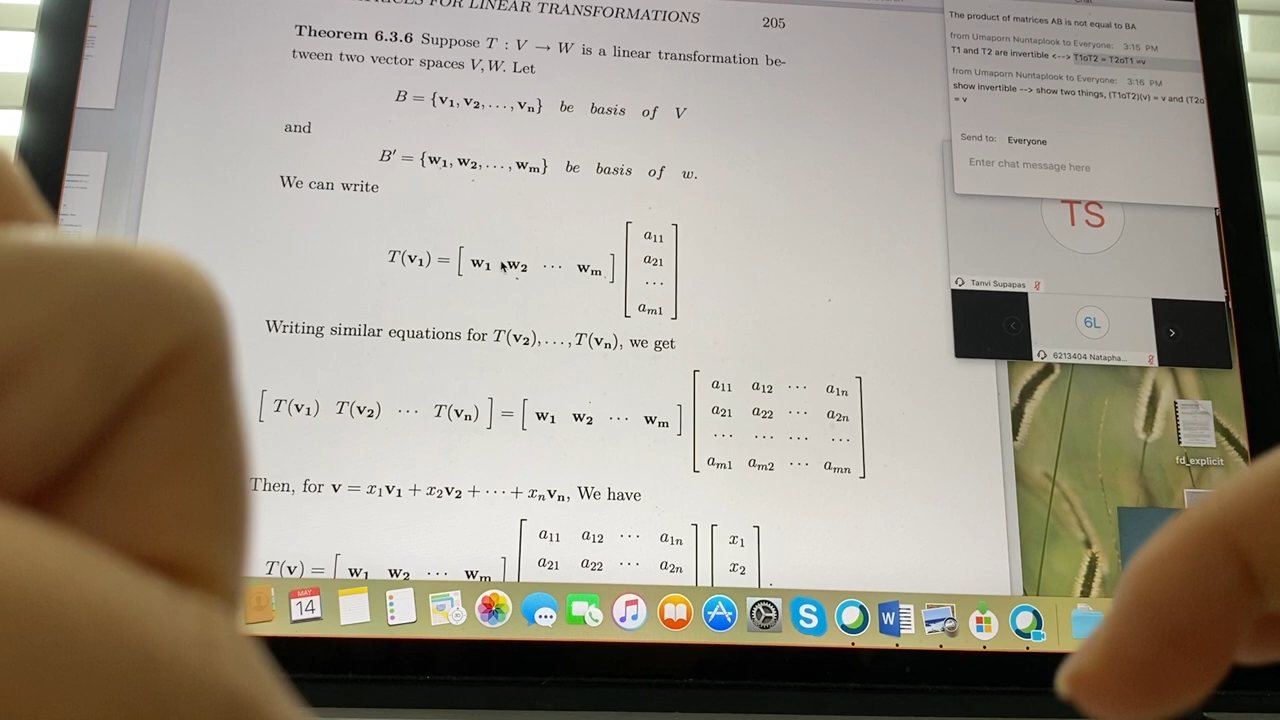 FOR LINEAR TRANSFORMATIONS 205
Theorem 6.3.6 Suppose T : V → W is a linear transformation be-
tween two vector spaces V, W. Let
B = {v1, v2, . . . , vn} be basis of V
and
B′ = {w1, w2, . . . , wm} be basis of w.
We can write
T(v1) = [ w1 w2 ··· wm ] [ a11
a21
···
am1 ]
Writing similar equations for T(v2), . . . , T(vn), we get
[ T(v1) T(v2) ··· T(vn) ] = [ w1 w2 ··· wm ] [ a11 a12 ··· a1n
a21 a22 ··· a2n
··· ··· ··· ···
am1 am2 ··· amn ]
Then, for v = x1v1 + x2v2 + ··· + xnvn, We have
T(v) = [ w1 w2 ··· wm ] [ a11 a12 ··· a1n ] [ x1 ]
a21 a22 ··· a2n x2
.
The product of matrices AB is not equal to BA
from Umaporn Nuntaplook to Everyone: 3:15 PM
T1 and T2 are invertible <--> T1oT2 = T2oT1 =v
from Umaporn Nuntaplook to Everyone: 3:16 PM
show invertible --> show two things, (T1oT2)(v) = v and (T2o
= v
Send to: Everyone
Enter chat message here
TS
Tanvi Supapas
6L
6213404 Natapha...
fd_explicit
MAY
14
S
W